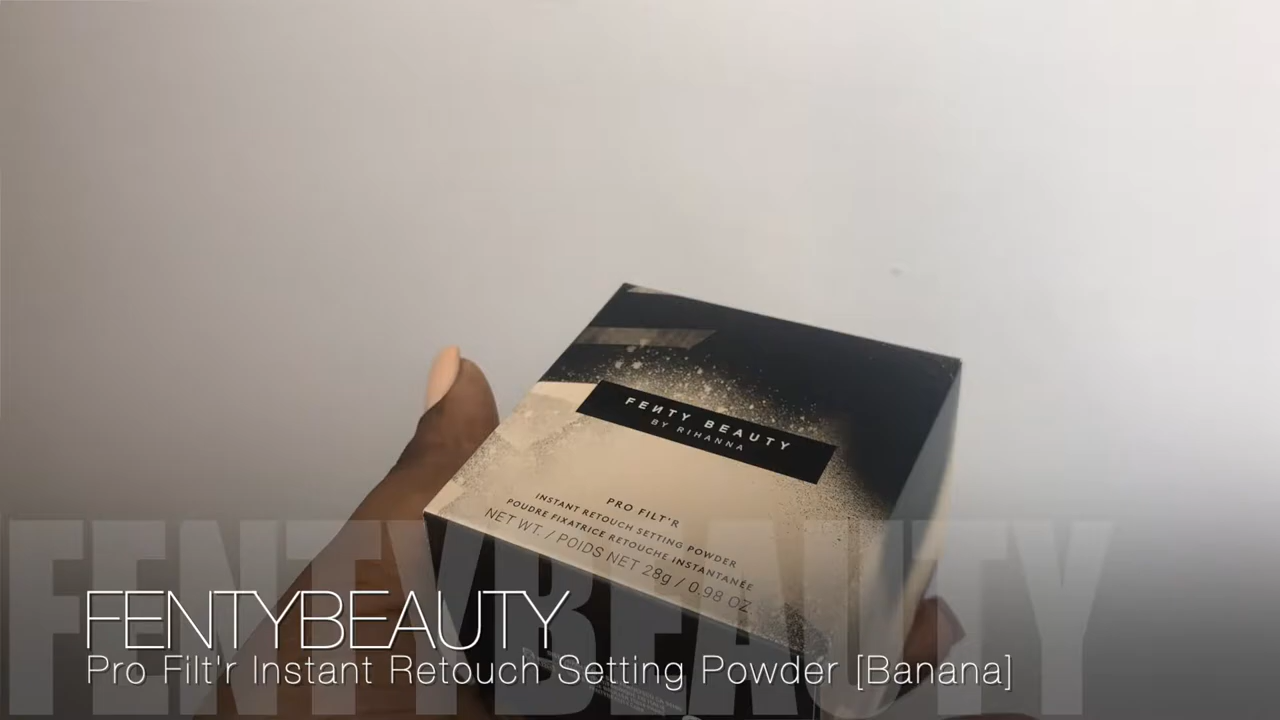 FENTY BEAUTY
BY RIHANNA
PRO FILT'R
INSTANT RETOUCH SETTING POWDER
POUDRE FIXATRICE RETOUCHE INSTANTANÉE
NET WT. / POIDS NET 28g / 0.98 OZ.
FENTYBEAUTY
FENTYBEAUTY
Pro Filt'r Instant Retouch Setting Powder [Banana]